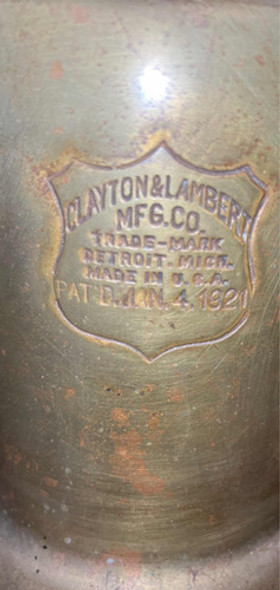 CLAYTON & LAMBERT
MFG. CO.
TRADE-MARK
DETROIT. MICH.
MADE IN U.S.A.
PAT'D. JAN. 4. 1921